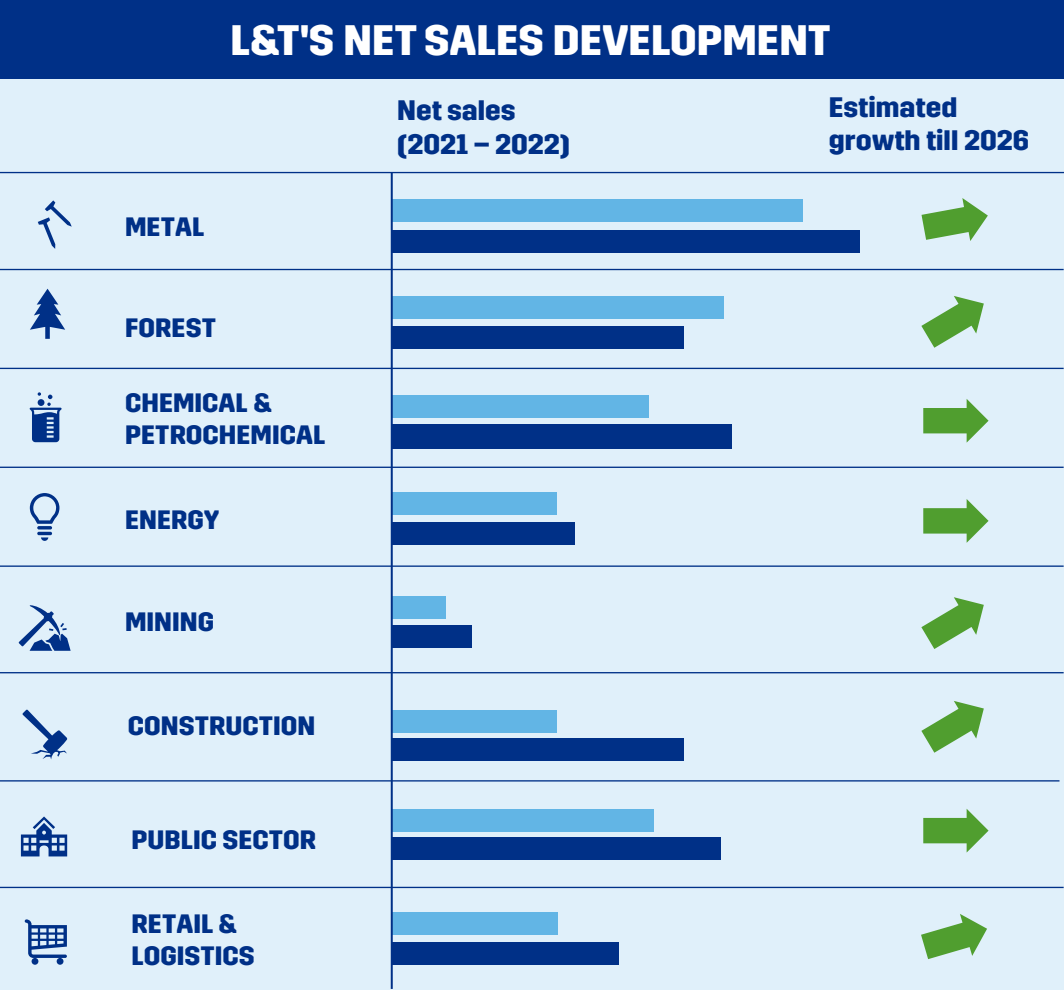 L&T'S NET SALES DEVELOPMENT
Net sales
(2021 – 2022)
Estimated
growth till 2026
METAL
FOREST
CHEMICAL &
PETROCHEMICAL
ENERGY
MINING
CONSTRUCTION
PUBLIC SECTOR
RETAIL &
LOGISTICS